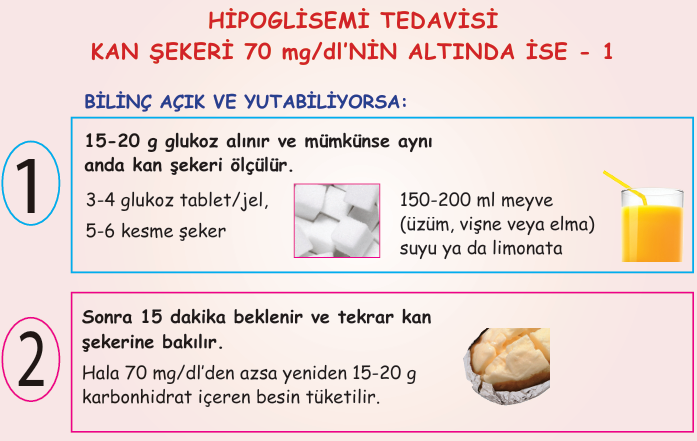 HİPOGLİSEMİ TEDAVİSİ
KAN ŞEKERİ 70 mg/dl'NİN ALTINDA İSE - 1
BİLİNÇ AÇIK VE YUTABİLİYORSA:
1
15-20 g glukoz alınır ve mümkünse aynı
anda kan şekeri ölçülür.
3-4 glukoz tablet/jel,
5-6 kesme şeker
150-200 ml meyve
(üzüm, vişne veya elma)
suyu ya da limonata
2
Sonra 15 dakika beklenir ve tekrar kan
şekerine bakılır.
Hala 70 mg/dl'den azsa yeniden 15-20 g
karbonhidrat içeren besin tüketilir.